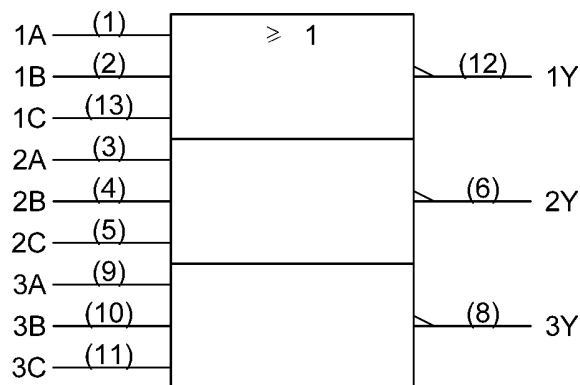 1A (1) ≥ 1
1B (2) (12) 1Y
1C (13)
2A (3)
2B (4) (6) 2Y
2C (5)
3A (9)
3B (10) (8) 3Y
3C (11)